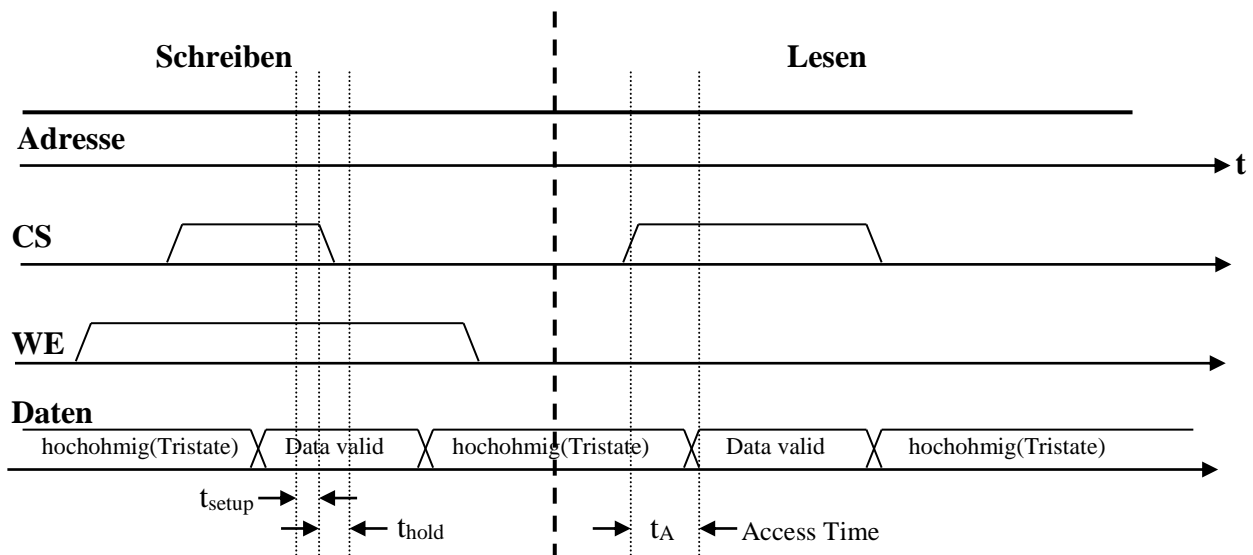 Schreiben Lesen
Adresse
t
CS
WE
Daten
hochohmig(Tristate) Data valid hochohmig(Tristate) Data valid hochohmig(Tristate)
tsetup
thold tA Access Time